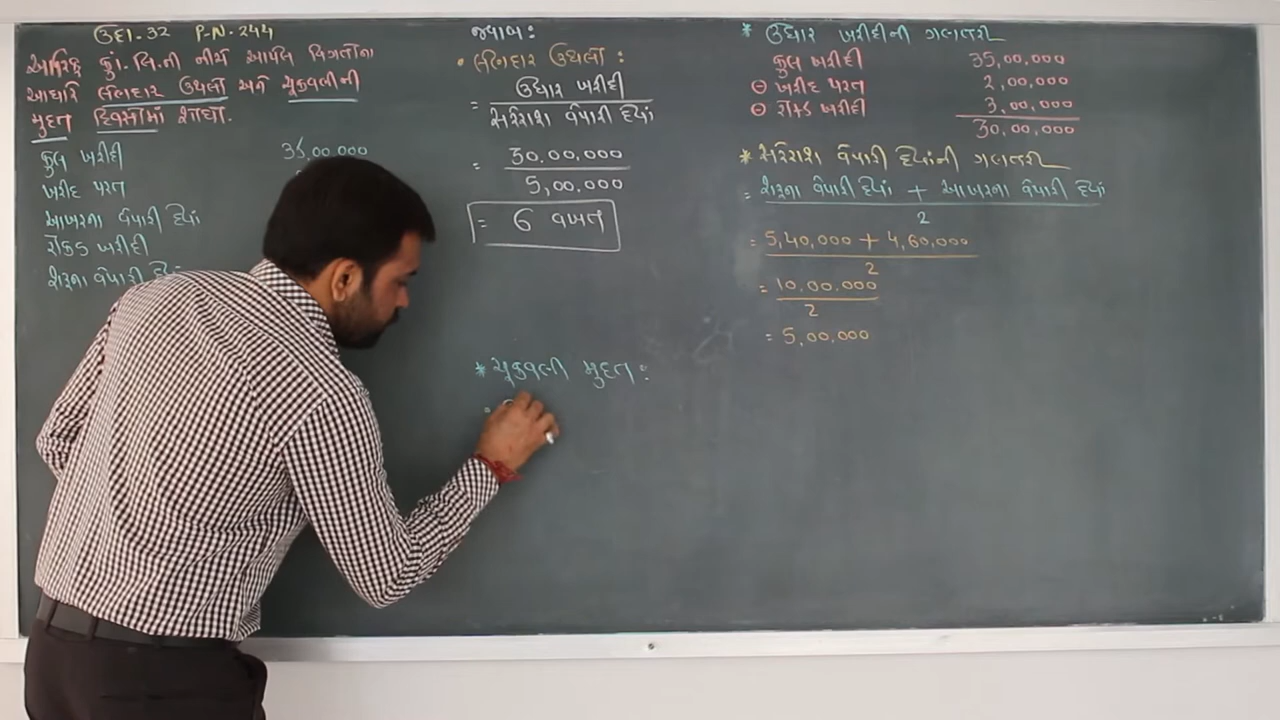 ઉદા.32 P.N.244
કું. લિ.ની નીચે આપેલ વિગતોના
આધારે લેણદાર ઉથલો અને ચૂકવણીની
મુદત દિવસોમાં શોધો.
કુલ ખરીદી 35,00,000
ખરીદ પરત
આખરના વેપારી દેવાં
રોકડ ખરીદી
શરૂના વેપારી
જવાબ:
• લેણદાર ઉથલો :
= ઉધાર ખરીદી
સરેરાશ વેપારી દેવાં
= 30,00,000
5,00,000
= 6 વખત
* ચૂકવણી મુદત :
* ઉધાર ખરીદીની ગણતરી
કુલ ખરીદી 35,00,000
⊖ ખરીદ પરત 2,00,000
⊖ રોકડ ખરીદી 3,00,000
30,00,000
* સરેરાશ વેપારી દેવાંની ગણતરી
= શરૂના વેપારી દેવાં + આખરના વેપારી દેવાં
2
= 5,40,000 + 4,60,000
2
= 10,00,000
2
= 5,00,000